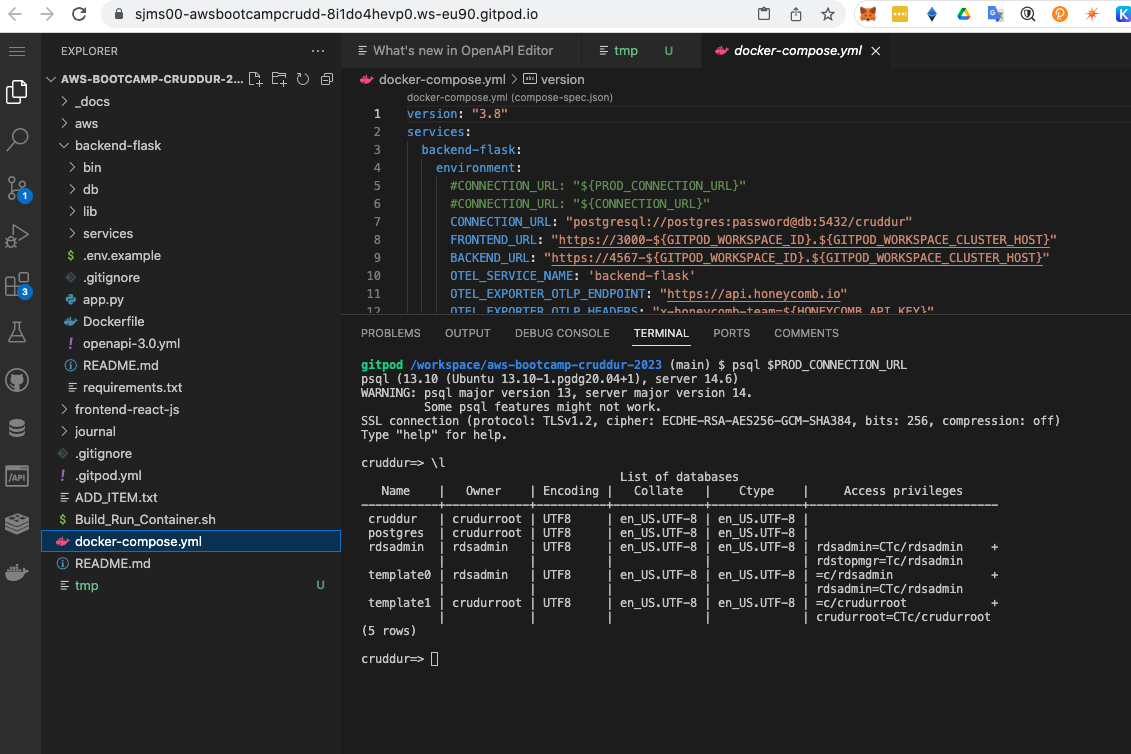 sjms00-awsbootcampcrudd-8i1do4hevp0.ws-eu90.gitpod.io
EXPLORER
AWS-BOOTCAMP-CRUDDUR-2...
_docs
aws
backend-flask
bin
db
lib
services
$ .env.example
.gitignore
app.py
Dockerfile
! openapi-3.0.yml
README.md
requirements.txt
frontend-react-js
journal
.gitignore
! .gitpod.yml
ADD_ITEM.txt
$ Build_Run_Container.sh
docker-compose.yml
README.md
tmp U
1
3
/API
What's new in OpenAPI Editor
tmp U
docker-compose.yml
docker-compose.yml > abc version
docker-compose.yml (compose-spec.json)
1 version: "3.8"
2 services:
3 backend-flask:
4 environment:
5 #CONNECTION_URL: "${PROD_CONNECTION_URL}"
6 #CONNECTION_URL: "${CONNECTION_URL}"
7 CONNECTION_URL: "postgresql://postgres:password@db:5432/cruddur"
8 FRONTEND_URL: "https://3000-${GITPOD_WORKSPACE_ID}.${GITPOD_WORKSPACE_CLUSTER_HOST}"
9 BACKEND_URL: "https://4567-${GITPOD_WORKSPACE_ID}.${GITPOD_WORKSPACE_CLUSTER_HOST}"
10 OTEL_SERVICE_NAME: 'backend-flask'
11 OTEL_EXPORTER_OTLP_ENDPOINT: "https://api.honeycomb.io"
12 OTEL_EXPORTER_OTLP_HEADERS: "x-honeycomb-team=${HONEYCOMB_API_KEY}"
PROBLEMS OUTPUT DEBUG CONSOLE TERMINAL PORTS COMMENTS
gitpod /workspace/aws-bootcamp-cruddur-2023 (main) $ psql $PROD_CONNECTION_URL
psql (13.10 (Ubuntu 13.10-1.pgdg20.04+1), server 14.6)
WARNING: psql major version 13, server major version 14.
Some psql features might not work.
SSL connection (protocol: TLSv1.2, cipher: ECDHE-RSA-AES256-GCM-SHA384, bits: 256, compression: off)
Type "help" for help.
cruddur=> \l
List of databases
Name | Owner | Encoding | Collate | Ctype | Access privileges
-----------+------------+----------+-------------+-------------+---------------------------
cruddur | crudurroot | UTF8 | en_US.UTF-8 | en_US.UTF-8 |
postgres | crudurroot | UTF8 | en_US.UTF-8 | en_US.UTF-8 |
rdsadmin | rdsadmin | UTF8 | en_US.UTF-8 | en_US.UTF-8 | rdsadmin=CTc/rdsadmin +
| | | | | rdstopmgr=Tc/rdsadmin
template0 | rdsadmin | UTF8 | en_US.UTF-8 | en_US.UTF-8 | =c/rdsadmin +
| | | | | rdsadmin=CTc/rdsadmin
template1 | crudurroot | UTF8 | en_US.UTF-8 | en_US.UTF-8 | =c/crudurroot +
| | | | | crudurroot=CTc/crudurroot
(5 rows)
cruddur=>